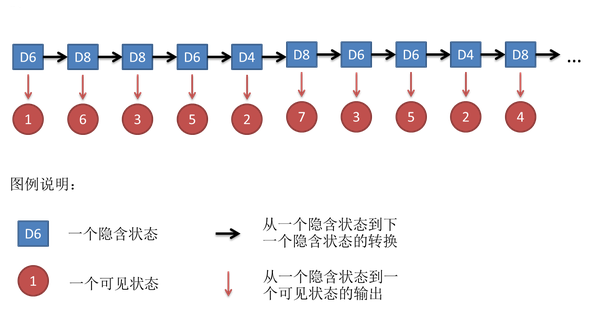 D6 D8 D8 D6 D4 D8 D6 D6 D4 D8 ...
1 6 3 5 2 7 3 5 2 4
图例说明：
D6 一个隐含状态 从一个隐含状态到下
一个隐含状态的转换
1 一个可见状态 从一个隐含状态到一
个可见状态的输出